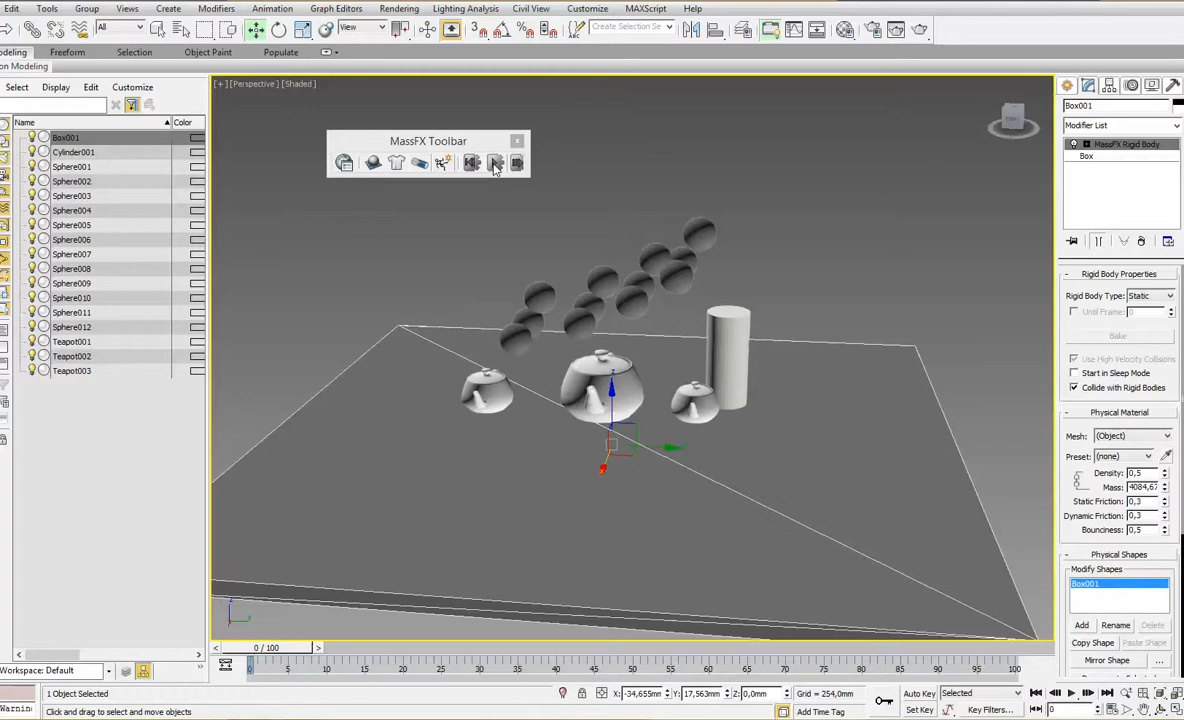 Edit Tools Group Views Create Modifiers Animation Graph Editors Rendering Lighting Analysis Civil View Customize MAXScript Help
All View Create Selection Se
odeling Freeform Selection Object Paint Populate
on Modeling
Select Display Edit Customize
Name Color
Box001
Cylinder001
Sphere001
Sphere002
Sphere003
Sphere004
Sphere005
Sphere006
Sphere007
Sphere008
Sphere009
Sphere010
Sphere011
Sphere012
Teapot001
Teapot002
Teapot003
[+] [Perspective] [Shaded]
MassFX Toolbar
Box001
Modifier List
MassFX Rigid Body
Box
Rigid Body Properties
Rigid Body Type: Static
Until Frame: 0
Bake
Use High Velocity Collisions
Start in Sleep Mode
Collide with Rigid Bodies
Physical Material
Mesh: (Object)
Preset: (none)
Density: 0,5
Mass: 4084,67
Static Friction: 0,3
Dynamic Friction: 0,3
Bounciness: 0,5
Physical Shapes
Modify Shapes
Box001
Add Rename Delete
Copy Shape Paste Shape
Mirror Shape ...
0 / 100
Workspace: Default
0 5 10 15 20 25 30 35 40 45 50 55 60 65 70 75 80 85 90 95 100
1 Object Selected X: -34,655mm Y: 17,563mm Z: 0,0mm Grid = 254,0mm Auto Key Selected
Warnin Click and drag to select and move objects Add Time Tag Set Key Key Filters... 0